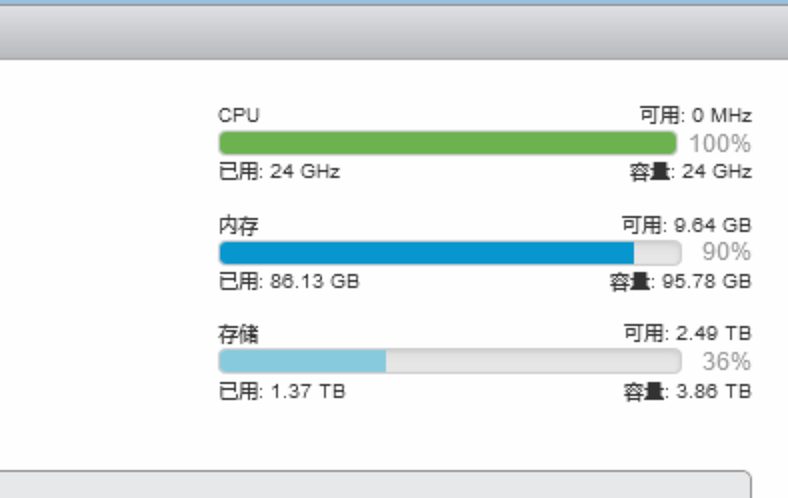 CPU 可用: 0 MHz
100%
已用: 24 GHz 容量: 24 GHz
内存 可用: 9.64 GB
90%
已用: 86.13 GB 容量: 95.78 GB
存储 可用: 2.49 TB
36%
已用: 1.37 TB 容量: 3.86 TB